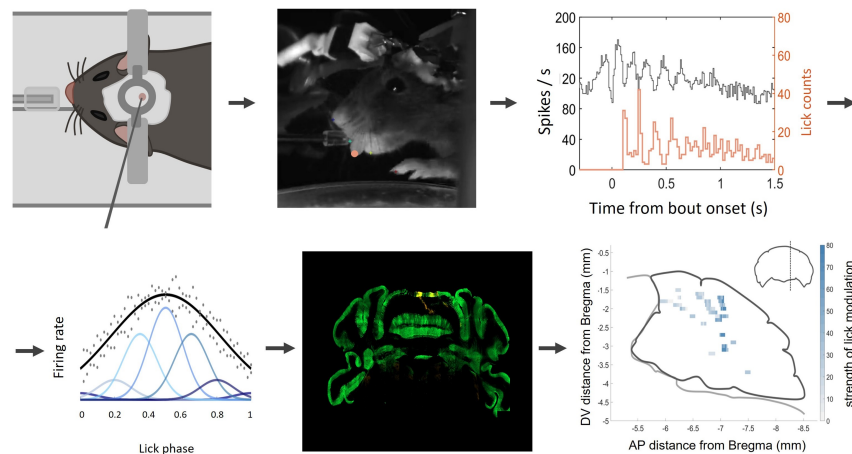 200
160
120
80
40
0
Spikes / s
80
60
40
20
0
Lick counts
0 0.5 1 1.5
Time from bout onset (s)
Firing rate
0 0.2 0.4 0.6 0.8 1
Lick phase
DV distance from Bregma (mm)
-.5
-1
-1.5
-2
-2.5
-3
-3.5
-4
-4.5
-5
-5.5 -6 -6.5 -7 -7.5 -8 -8.5
AP distance from Bregma (mm)
80
70
60
50
40
30
20
10
0
strength of lick modulation